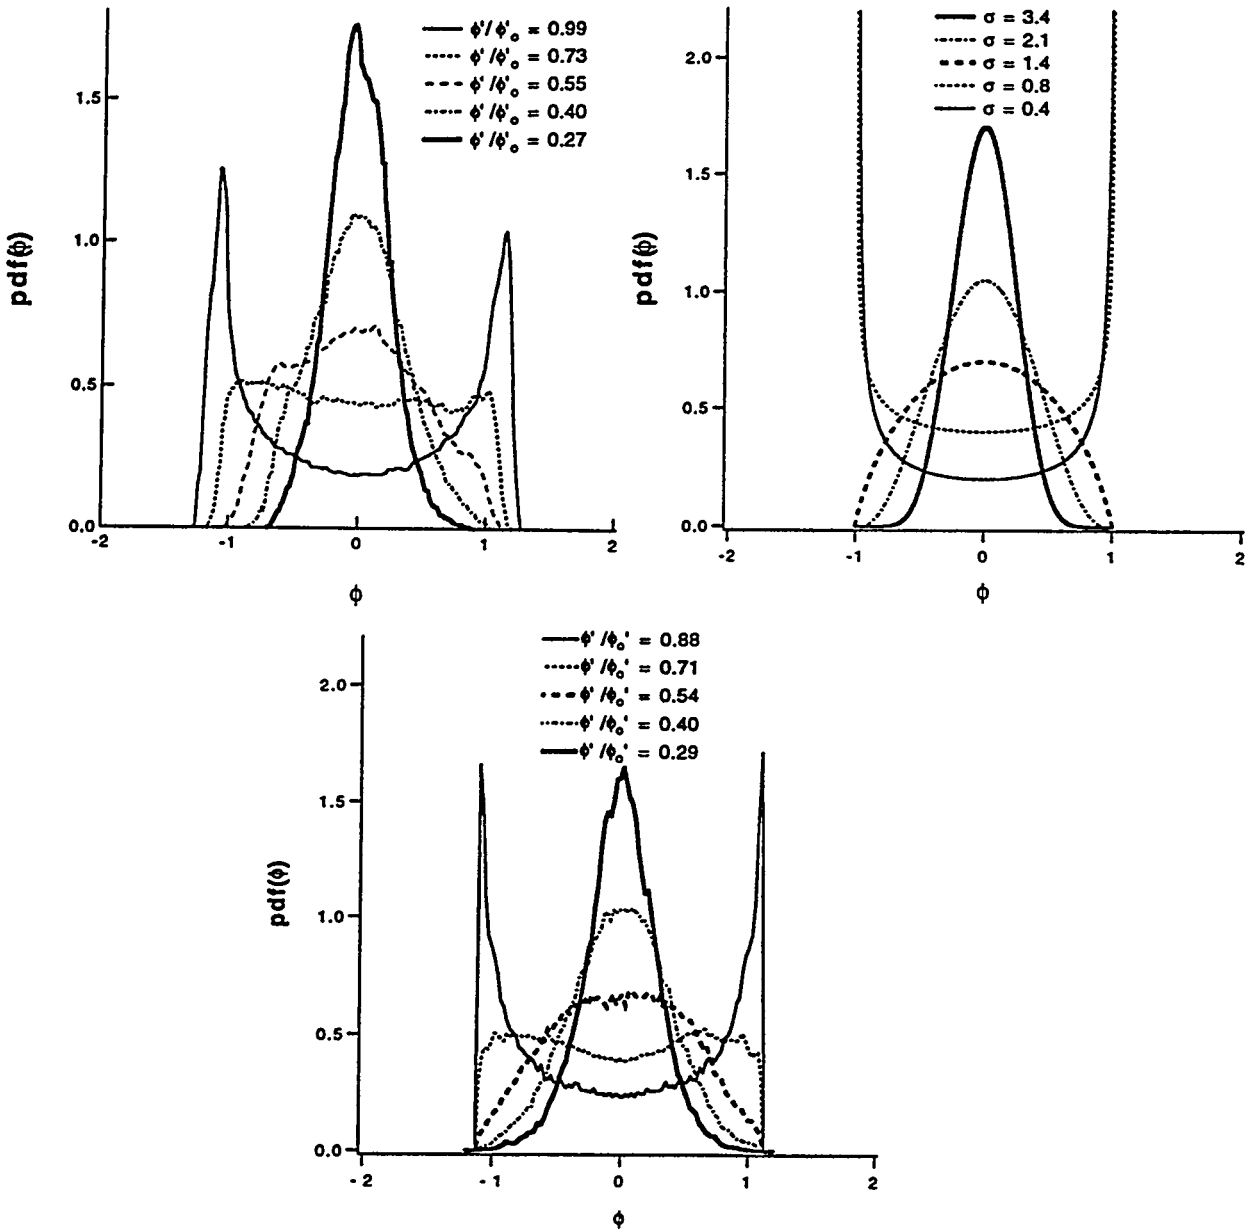 ϕ'/ϕ'ₒ = 0.99
ϕ'/ϕ'ₒ = 0.73
ϕ'/ϕ'ₒ = 0.55
ϕ'/ϕ'ₒ = 0.40
ϕ'/ϕ'ₒ = 0.27
1.5
1.0
0.5
0.0
-2
-1
0
1
2
pdf(ϕ)
ϕ
σ = 3.4
σ = 2.1
σ = 1.4
σ = 0.8
σ = 0.4
2.0
1.5
1.0
0.5
0.0
-2
-1
0
1
2
pdf(ϕ)
ϕ
ϕ'/ϕₒ' = 0.88
ϕ'/ϕₒ' = 0.71
ϕ'/ϕₒ' = 0.54
ϕ'/ϕₒ' = 0.40
ϕ'/ϕₒ' = 0.29
2.0
1.5
1.0
0.5
0.0
-2
-1
0
1
2
pdf(ϕ)
ϕ